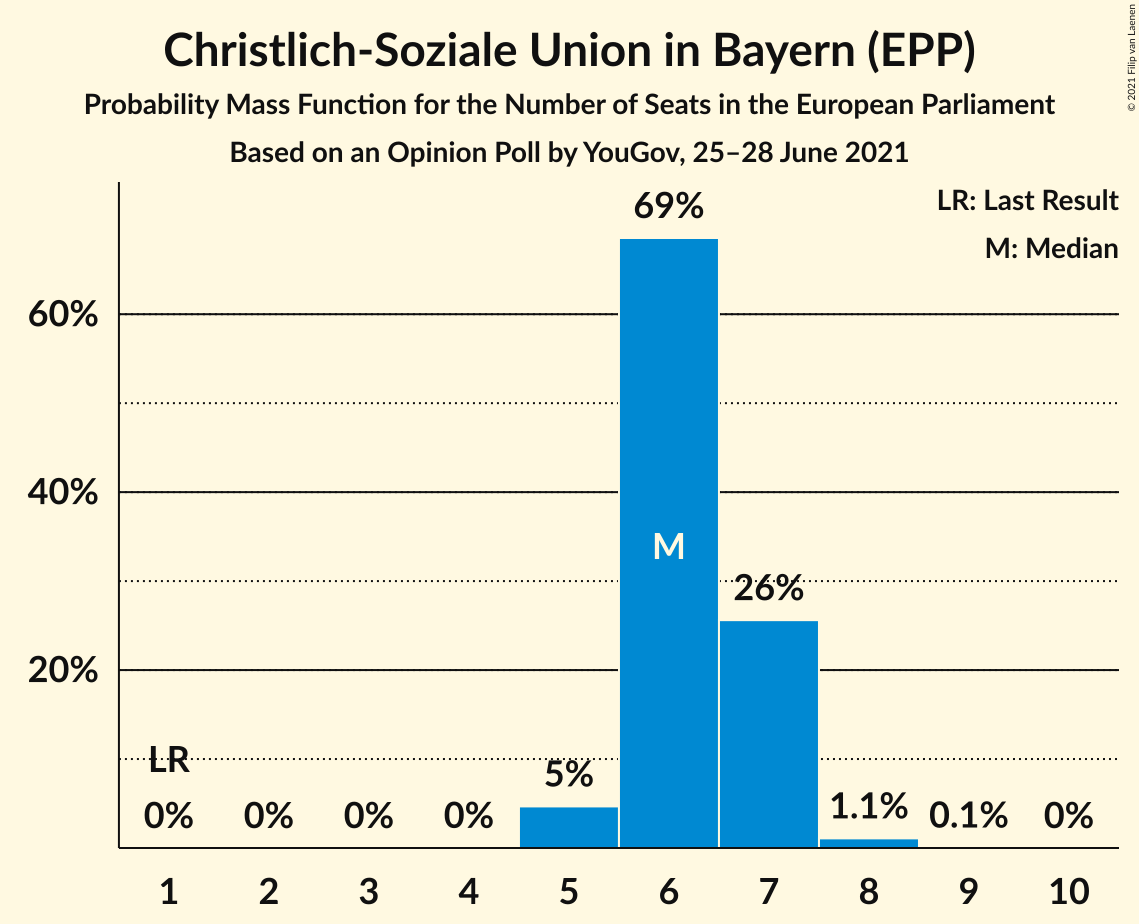 Christlich-Soziale Union in Bayern (EPP)
Probability Mass Function for the Number of Seats in the European Parliament
Based on an Opinion Poll by YouGov, 25–28 June 2021
© 2021 Filip van Laenen
LR: Last Result
M: Median
69%
60%
40%
M
26%
20%
LR
5%
0% 0% 0% 0% 1.1% 0.1% 0%
1 2 3 4 5 6 7 8 9 10